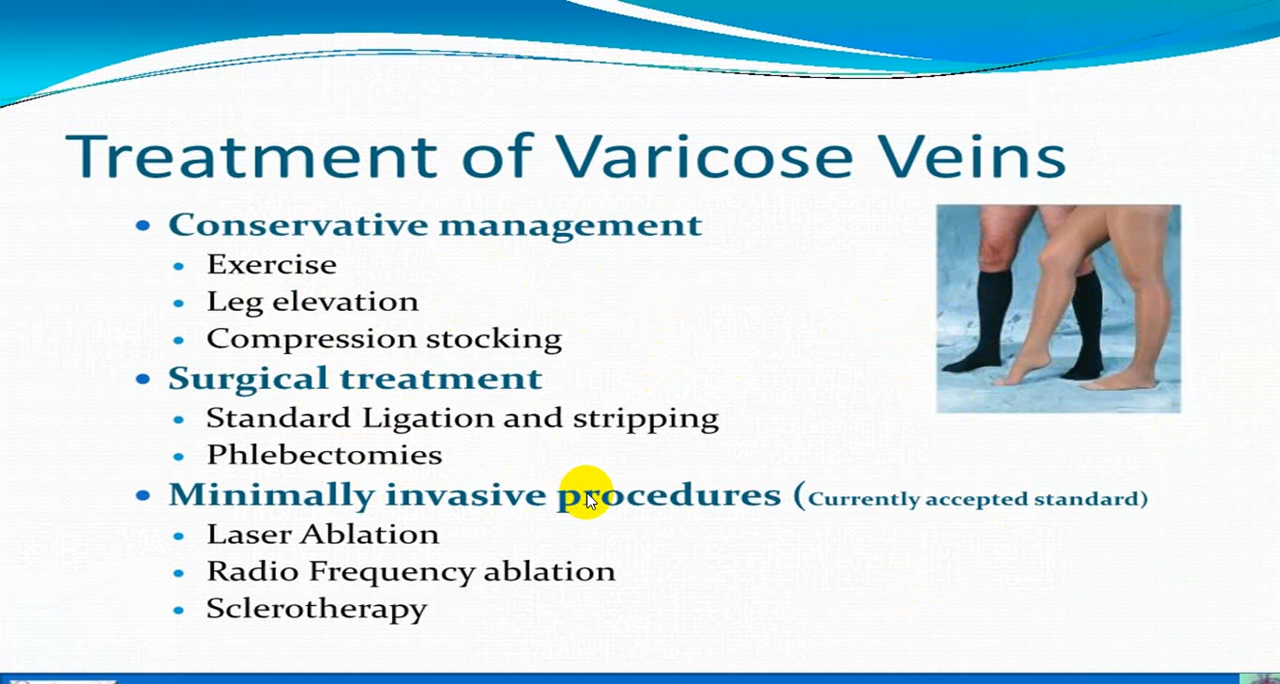 Treatment of Varicose Veins
• Conservative management
• Exercise
• Leg elevation
• Compression stocking
• Surgical treatment
• Standard Ligation and stripping
• Phlebectomies
• Minimally invasive procedures (Currently accepted standard)
• Laser Ablation
• Radio Frequency ablation
• Sclerotherapy